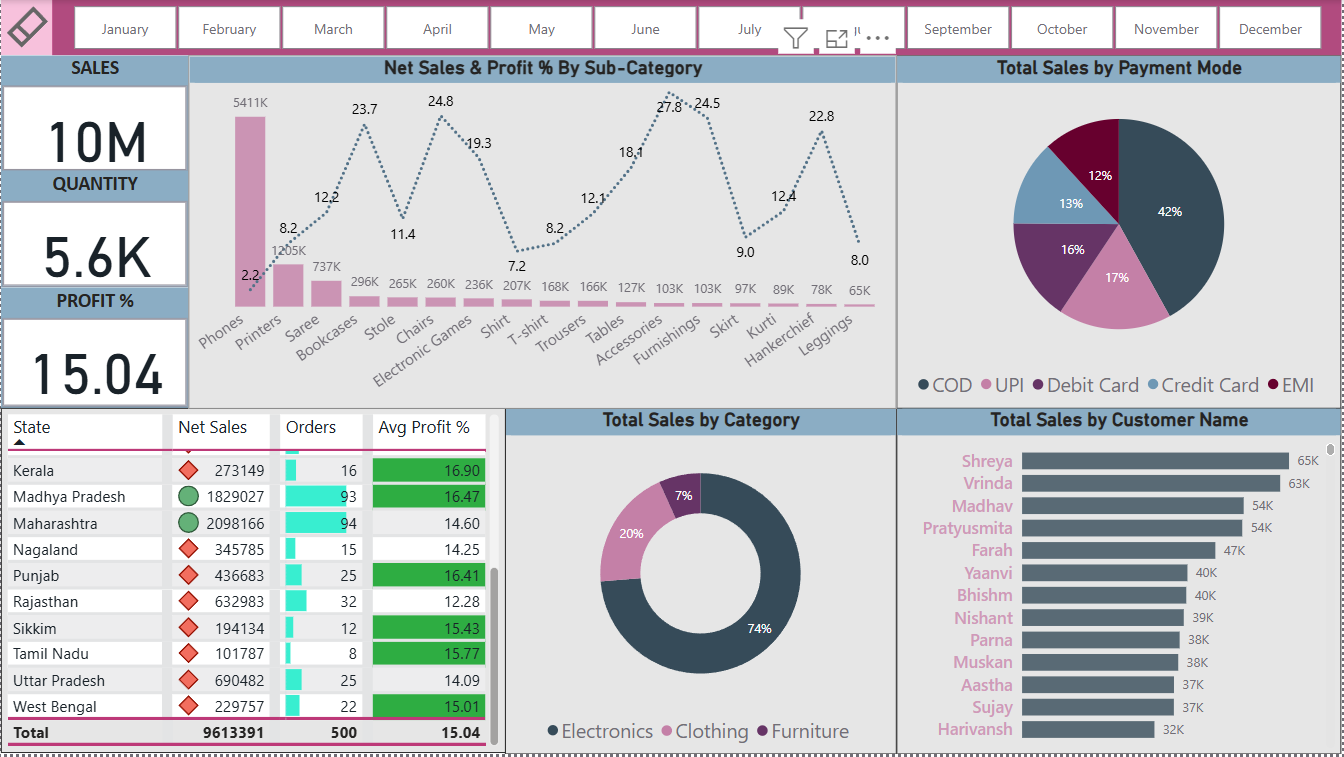 January February March April May June July September October November December
SALES
10M
QUANTITY
5.6K
PROFIT %
15.04
Net Sales & Profit % By Sub-Category
5411K 1205K 737K 296K 265K 260K 236K 207K 168K 166K 127K 103K 103K 97K 89K 78K 65K
2.2 8.2 12.2 23.7 11.4 24.8 19.3 7.2 8.2 12.1 18.1 27.8 24.5 9.0 12.4 22.8 8.0
Phones Printers Saree Bookcases Stole Chairs Electronic Games Shirt T-shirt Trousers Tables Accessories Furnishings Skirt Kurti Hankerchief Leggings
Total Sales by Payment Mode
42%
17%
16%
13%
12%
COD UPI Debit Card Credit Card EMI
State Net Sales Orders Avg Profit %
Kerala 273149 16 16.90
Madhya Pradesh 1829027 93 16.47
Maharashtra 2098166 94 14.60
Nagaland 345785 15 14.25
Punjab 436683 25 16.41
Rajasthan 632983 32 12.28
Sikkim 194134 12 15.43
Tamil Nadu 101787 8 15.77
Uttar Pradesh 690482 25 14.09
West Bengal 229757 22 15.01
Total 9613391 500 15.04
Total Sales by Category
7%
20%
74%
Electronics Clothing Furniture
Total Sales by Customer Name
Shreya 65K
Vrinda 63K
Madhav 54K
Pratyusmita 54K
Farah 47K
Yaanvi 40K
Bhishm 40K
Nishant 39K
Parna 38K
Muskan 38K
Aastha 37K
Sujay 37K
Harivansh 32K